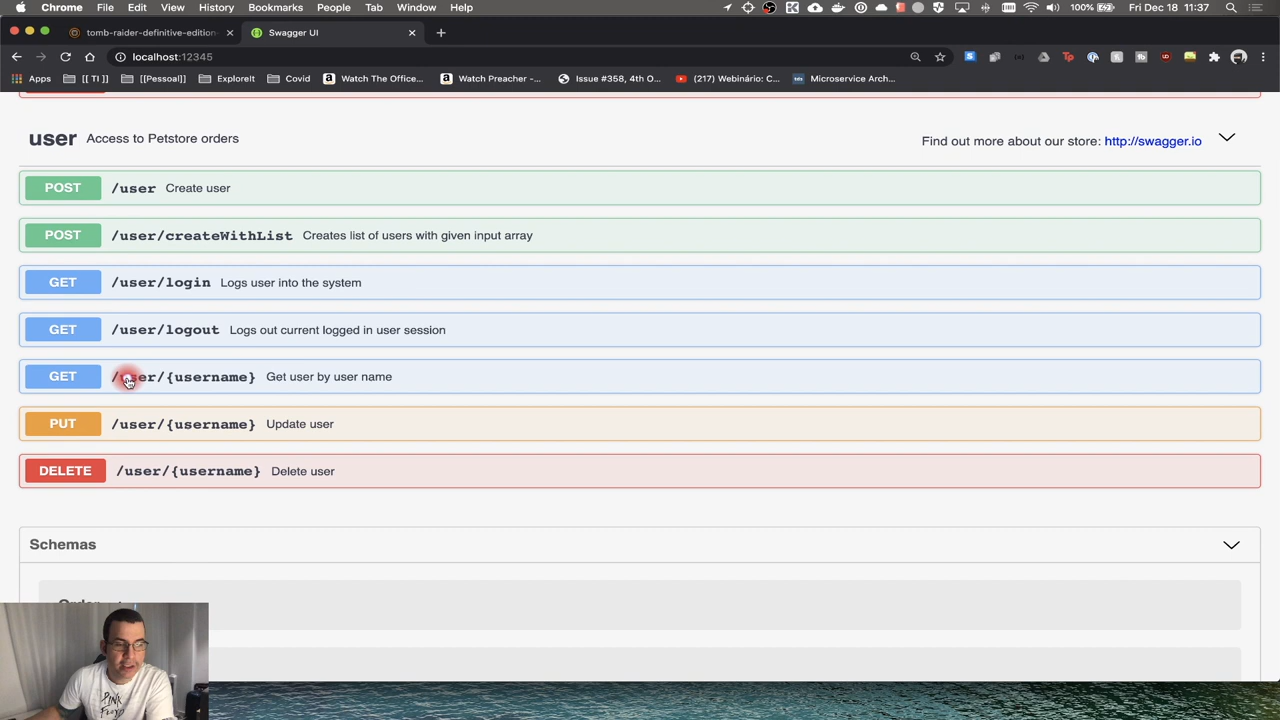 Chrome File Edit View History Bookmarks People Tab Window Help 100% Fri Dec 18 11:37
tomb-raider-definitive-edition Swagger UI
localhost:12345
Apps [[ TI ]] [[Pessoal]] ExploreIt Covid Watch The Office... Watch Preacher -... Issue #358, 4th O... (217) Webinário: C... Microservice Arch...
user Access to Petstore orders Find out more about our store: http://swagger.io
POST /user Create user
POST /user/createWithList Creates list of users with given input array
GET /user/login Logs user into the system
GET /user/logout Logs out current logged in user session
GET /user/{username} Get user by user name
PUT /user/{username} Update user
DELETE /user/{username} Delete user
Schemas
PINK
FLOYD